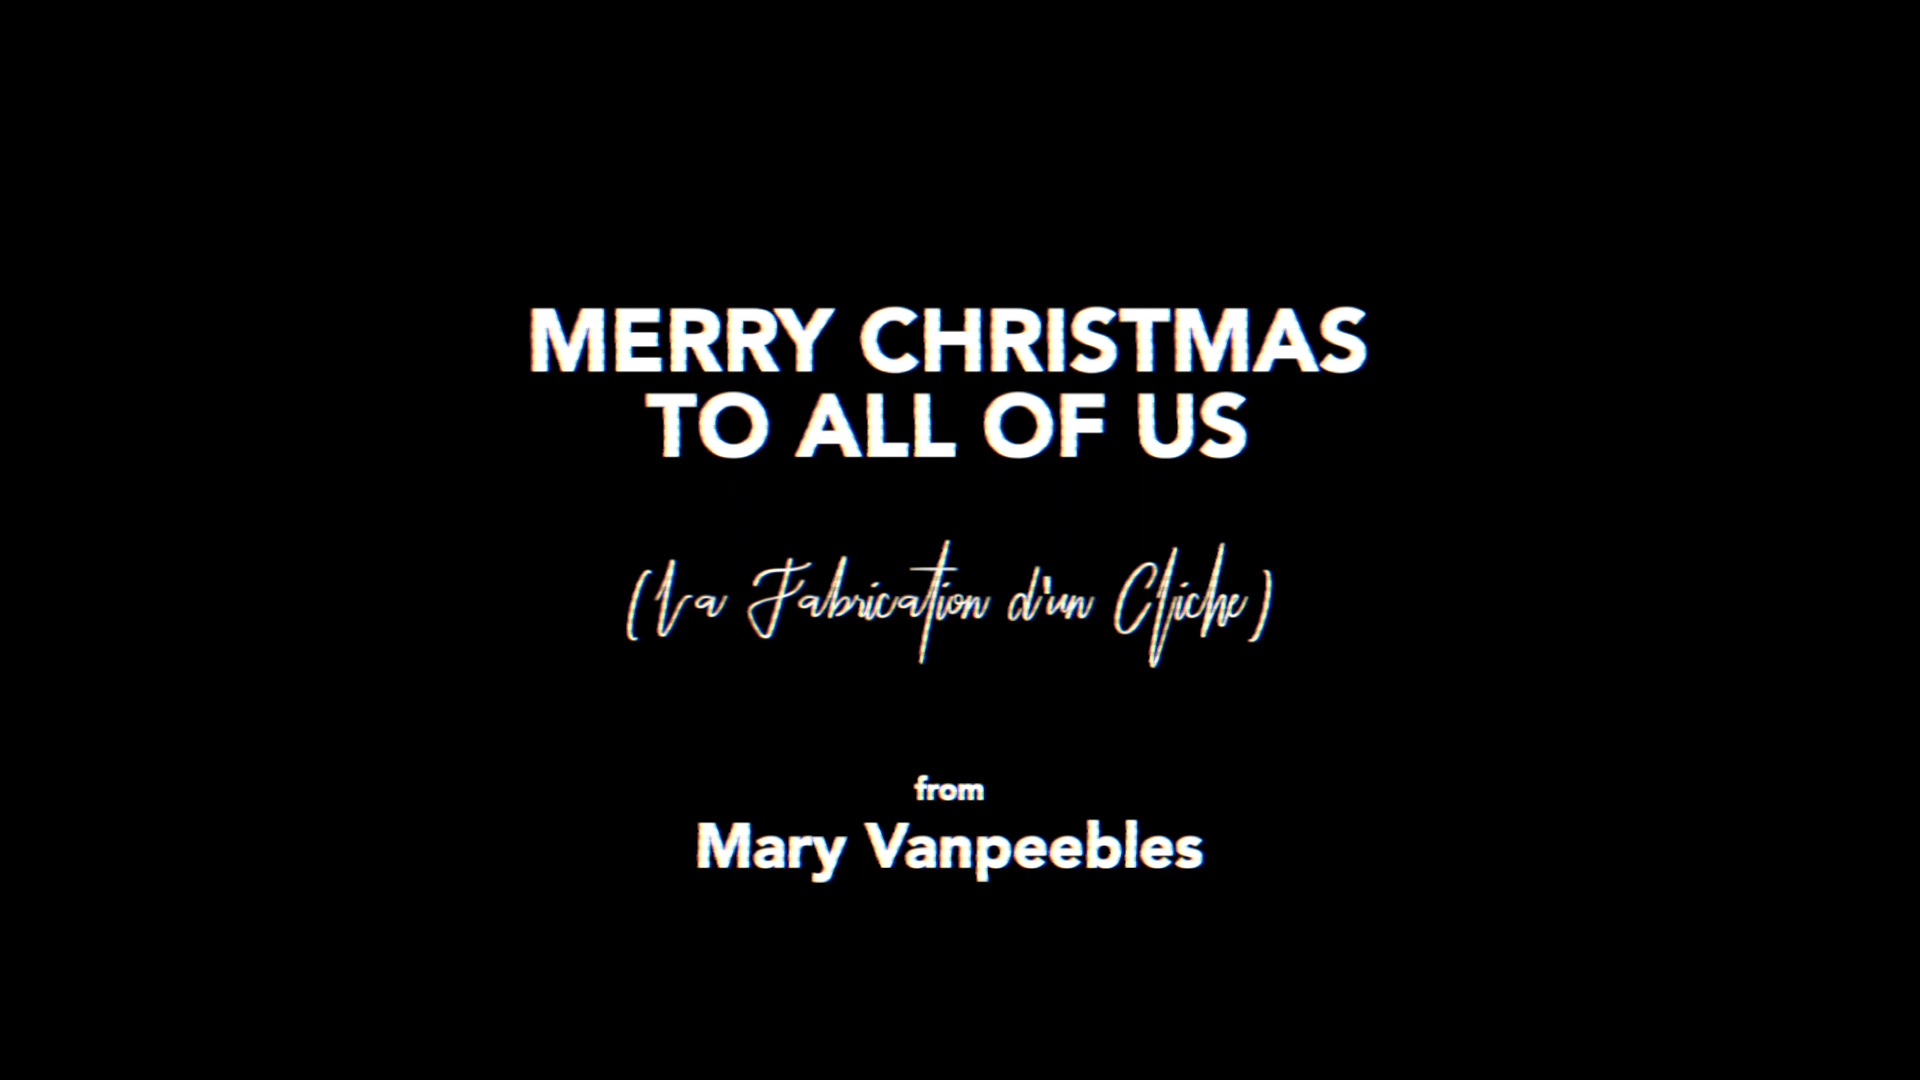 MERRY CHRISTMAS
TO ALL OF US
(La Fabrication d'un Cliche)
from
Mary Vanpeebles